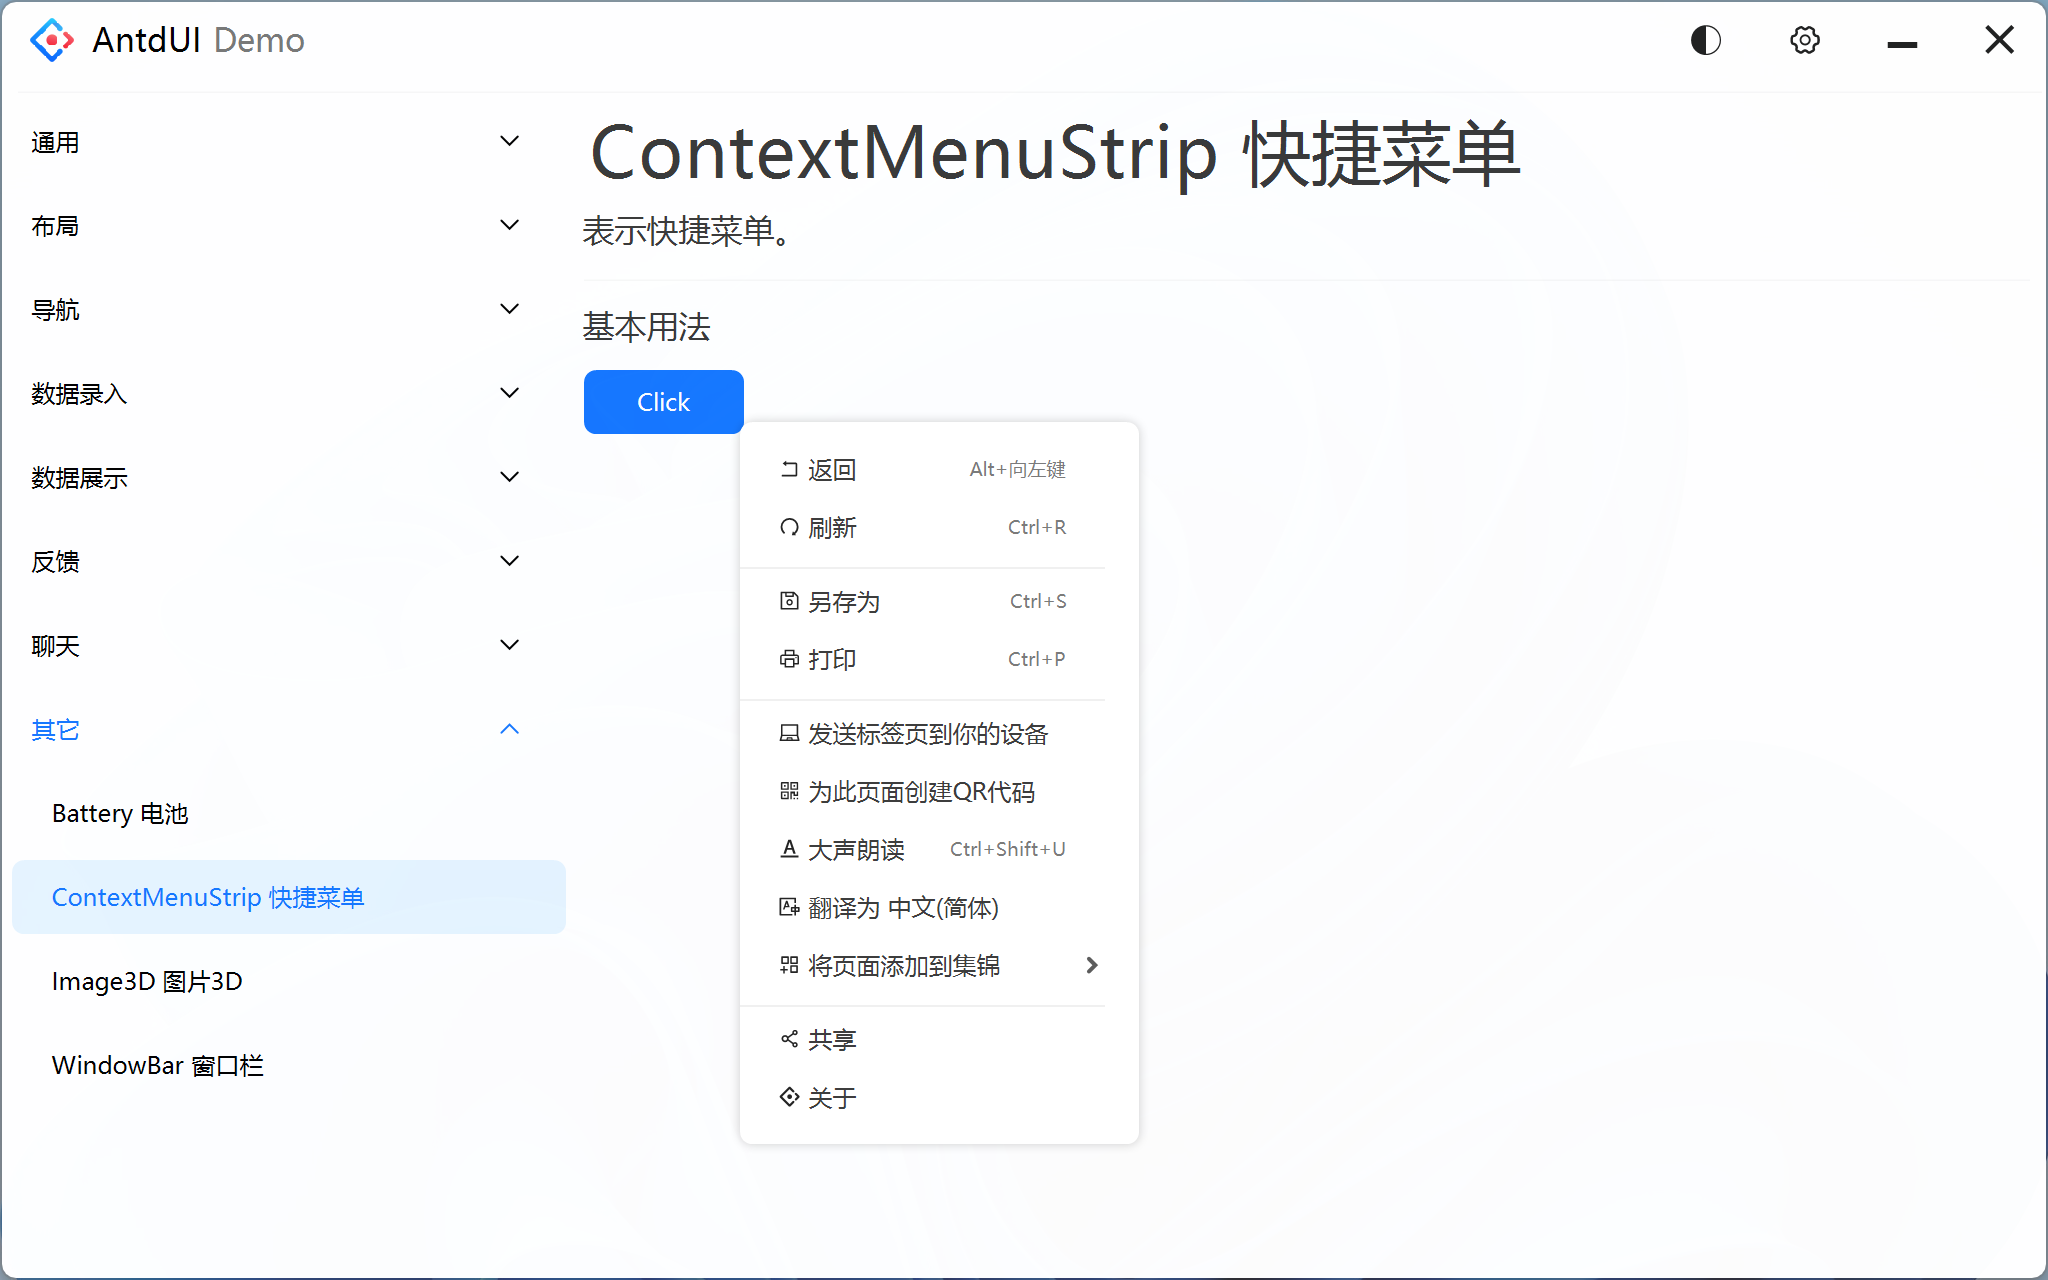 AntdUI Demo
通用
布局
导航
数据录入
数据展示
反馈
聊天
其它
Battery 电池
ContextMenuStrip 快捷菜单
Image3D 图片3D
WindowBar 窗口栏
ContextMenuStrip 快捷菜单
表示快捷菜单。
基本用法
Click
返回 Alt+向左键
刷新 Ctrl+R
另存为 Ctrl+S
打印 Ctrl+P
发送标签页到你的设备
为此页面创建QR代码
大声朗读 Ctrl+Shift+U
翻译为 中文(简体)
将页面添加到集锦
共享
关于